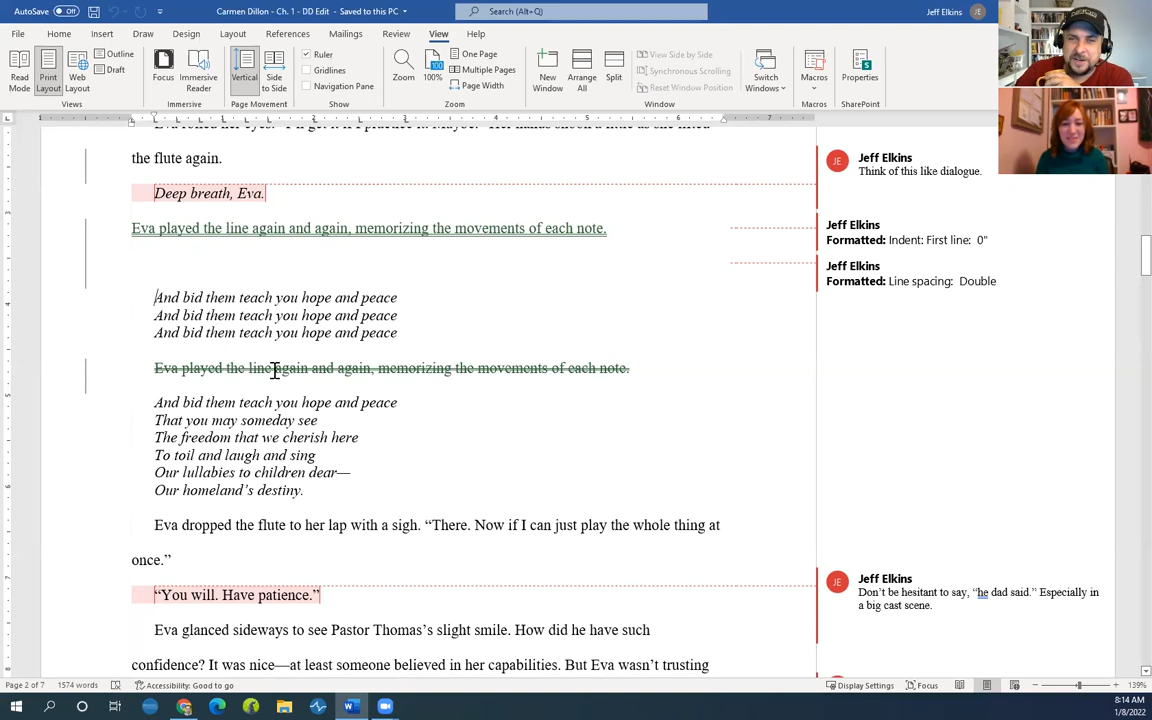 AutoSave Off Carmen Dillon - Ch. 1 - DD Edit - Saved to this PC Search (Alt+Q) Jeff Elkins JE
File Home Insert Draw Design Layout References Mailings Review View Help
Read Mode Print Layout Web Layout Outline Draft Focus Immersive Reader Vertical Side to Side Ruler Gridlines Navigation Pane Zoom 100% One Page Multiple Pages Page Width New Window Arrange All Split View Side by Side Synchronous Scrolling Reset Window Position Switch Windows Macros Properties
Views Immersive Page Movement Show Zoom Window Macros SharePoint
the flute again.
Deep breath, Eva.
Eva played the line again and again, memorizing the movements of each note.
And bid them teach you hope and peace
And bid them teach you hope and peace
And bid them teach you hope and peace
Eva played the line again and again, memorizing the movements of each note.
And bid them teach you hope and peace
That you may someday see
The freedom that we cherish here
To toil and laugh and sing
Our lullabies to children dear—
Our homeland’s destiny.
Eva dropped the flute to her lap with a sigh. “There. Now if I can just play the whole thing at
once.”
“You will. Have patience.”
Eva glanced sideways to see Pastor Thomas’s slight smile. How did he have such
confidence? It was nice—at least someone believed in her capabilities. But Eva wasn’t trusting
JE Jeff Elkins
Think of this like dialogue.
Jeff Elkins
Formatted: Indent: First line: 0"
Jeff Elkins
Formatted: Line spacing: Double
JE Jeff Elkins
Don’t be hesitant to say, “he dad said.” Especially in
a big cast scene.
Page 2 of 7 1574 words Accessibility: Good to go Display Settings Focus 139%
8:14 AM
1/8/2022